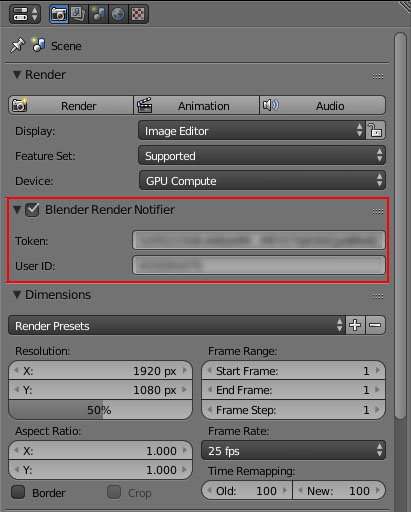 Scene
Render
Render Animation Audio
Display: Image Editor
Feature Set: Supported
Device: GPU Compute
Blender Render Notifier
Token:
User ID:
Dimensions
Render Presets
Resolution: Frame Range:
X: 1920 px Start Frame: 1
Y: 1080 px End Frame: 1
50% Frame Step: 1
Aspect Ratio: Frame Rate:
X: 1.000 25 fps
Y: 1.000 Time Remapping:
Border Crop Old: 100 New: 100